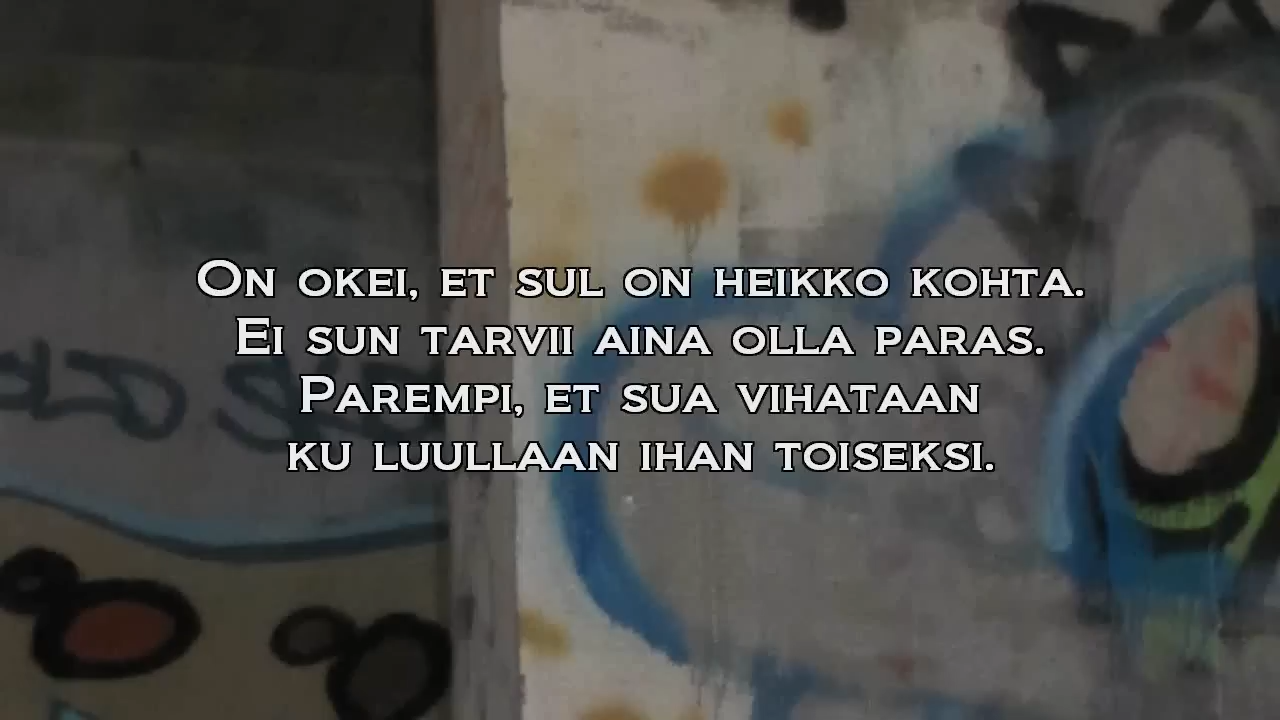 On okei, et sul on heikko kohta.
Ei sun tarvii aina olla paras.
Parempi, et sua vihataan
ku luullaan ihan toiseksi.